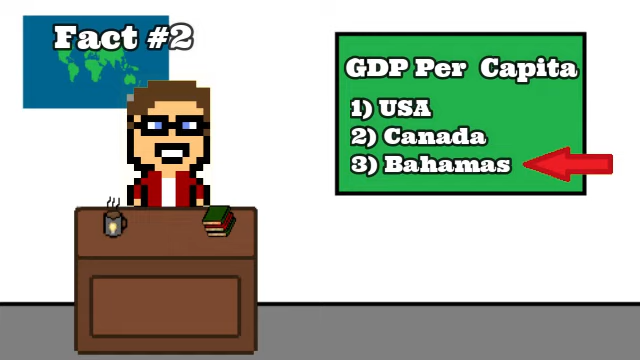 Fact #2
GDP Per Capita
1) USA
2) Canada
3) Bahamas